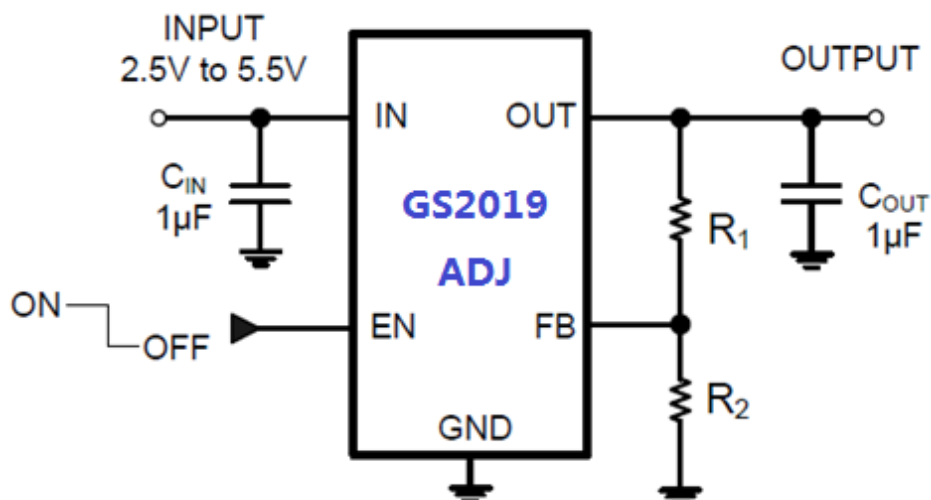 INPUT
2.5V to 5.5V
OUTPUT
IN
OUT
CIN
1µF
GS2019
ADJ
R1
COUT
1µF
ON
OFF
EN
FB
R2
GND